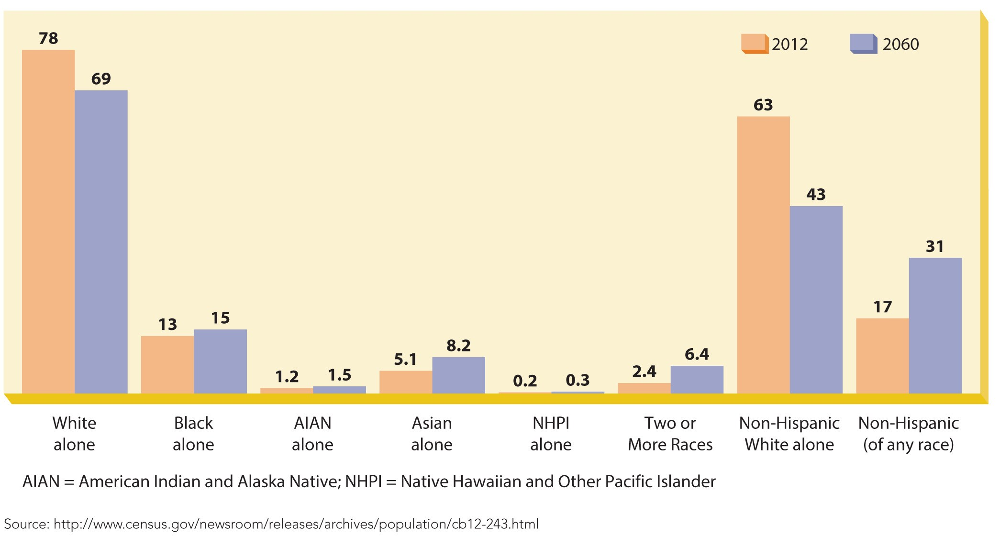 78
69
13
15
1.2
1.5
5.1
8.2
0.2
0.3
2.4
6.4
63
43
17
31
2012
2060
White
alone
Black
alone
AIAN
alone
Asian
alone
NHPI
alone
Two or
More Races
Non-Hispanic
White alone
Non-Hispanic
(of any race)
AIAN = American Indian and Alaska Native; NHPI = Native Hawaiian and Other Pacific Islander
Source: http://www.census.gov/newsroom/releases/archives/population/cb12-243.html